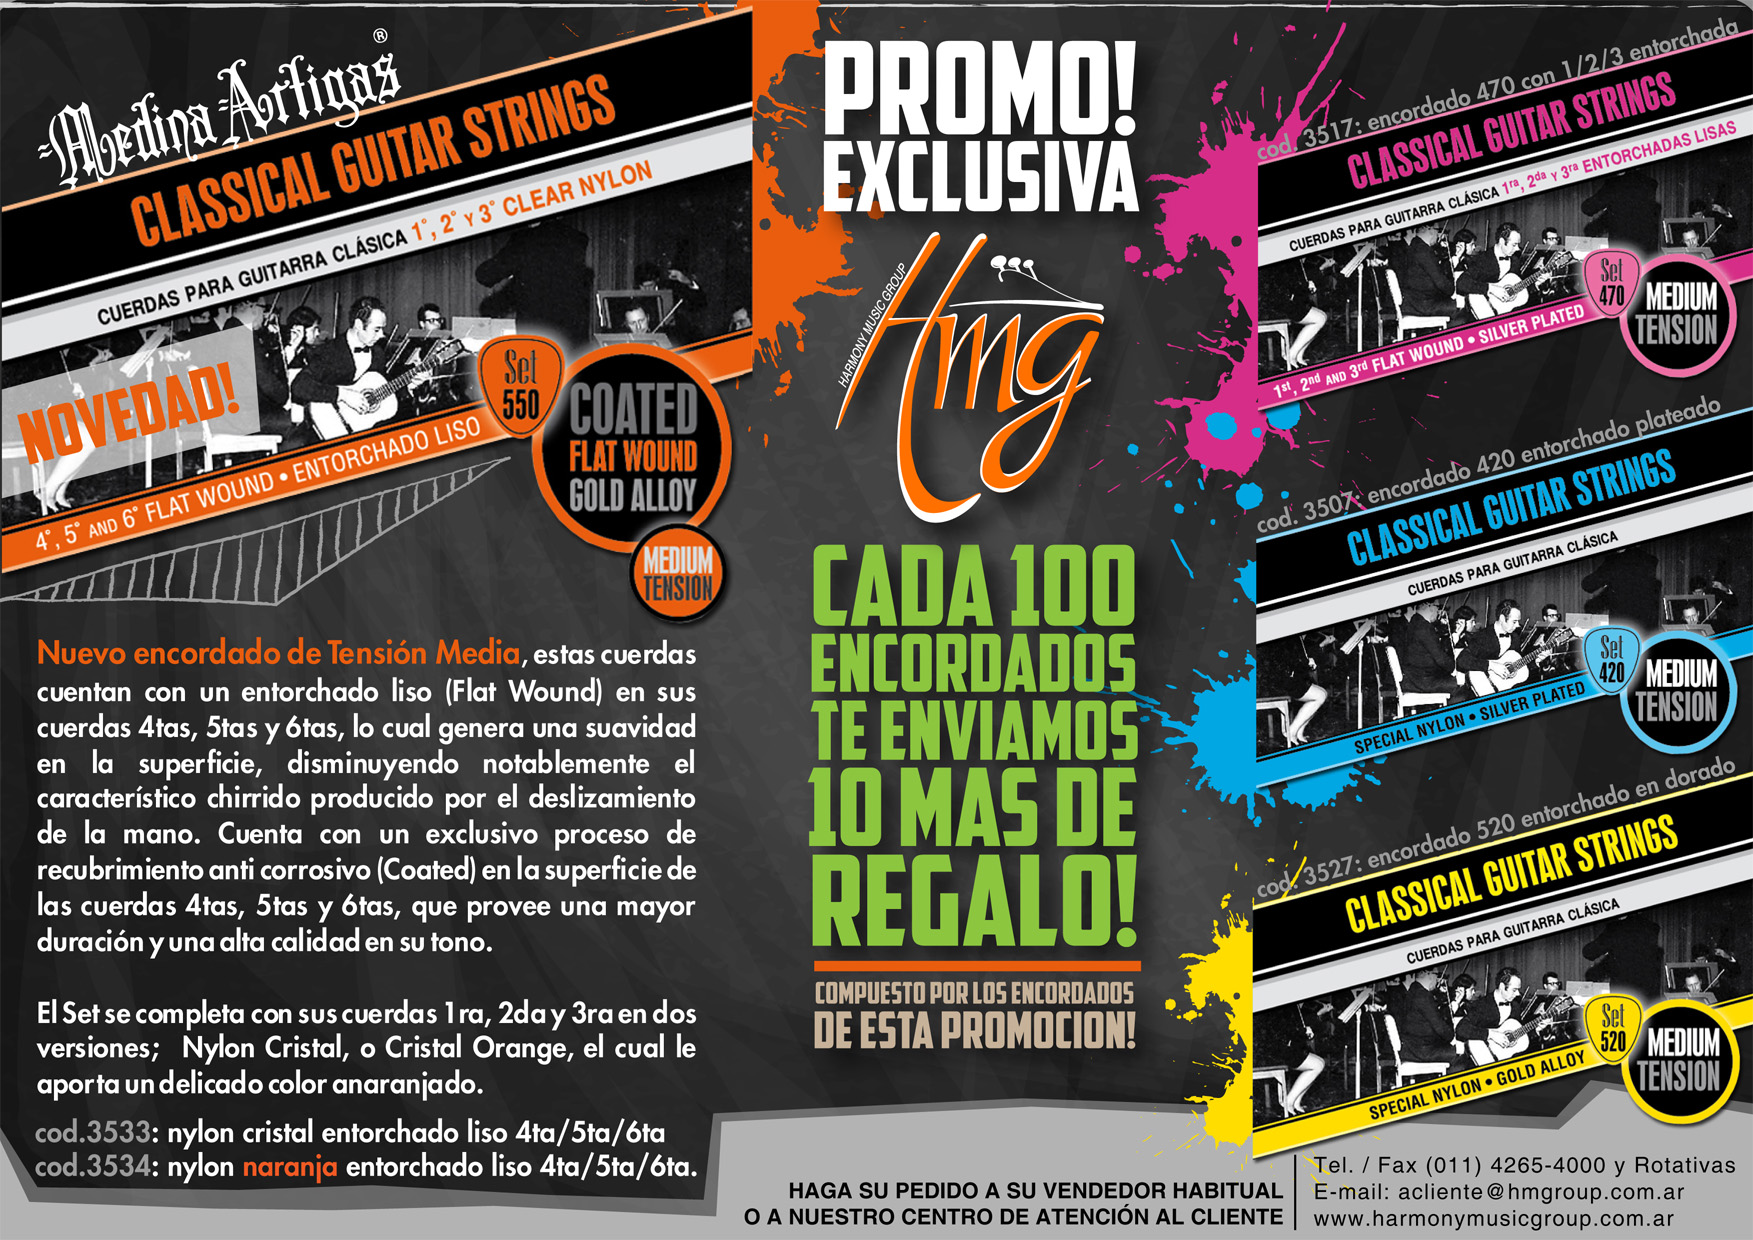 Medina Artigas ®
CLASSICAL GUITAR STRINGS
CUERDAS PARA GUITARRA CLÁSICA 1°, 2° Y 3° CLEAR NYLON
NOVEDAD!
Set
550
COATED
FLAT WOUND
GOLD ALLOY
4°, 5° AND 6° FLAT WOUND • ENTORCHADO LISO
MEDIUM
TENSION
Nuevo encordado de Tensión Media, estas cuerdas
cuentan con un entorchado liso (Flat Wound) en sus
cuerdas 4tas, 5tas y 6tas, lo cual genera una suavidad
en la superficie, disminuyendo notablemente el
característico chirrido producido por el deslizamiento
de la mano. Cuenta con un exclusivo proceso de
recubrimiento anti corrosivo (Coated) en la superficie de
las cuerdas 4tas, 5tas y 6tas, que provee una mayor
duración y una alta calidad en su tono.
El Set se completa con sus cuerdas 1ra, 2da y 3ra en dos
versiones; Nylon Cristal, o Cristal Orange, el cual le
aporta un delicado color anaranjado.
cod.3533: nylon cristal entorchado liso 4ta/5ta/6ta
cod.3534: nylon naranja entorchado liso 4ta/5ta/6ta.
PROMO!
EXCLUSIVA
HARMONY MUSIC GROUP
Hmg
CADA 100
ENCORDADOS
TE ENVIAMOS
10 MAS DE
REGALO!
COMPUESTO POR LOS ENCORDADOS
DE ESTA PROMOCION!
cod. 3517: encordado 470 con 1/2/3 entorchada
CLASSICAL GUITAR STRINGS
CUERDAS PARA GUITARRA CLÁSICA 1ra, 2da Y 3ra ENTORCHADAS LISAS
Set
470
MEDIUM
TENSION
1st, 2nd AND 3rd FLAT WOUND • SILVER PLATED
cod. 3507: encordado 420 entorchado plateado
CLASSICAL GUITAR STRINGS
CUERDAS PARA GUITARRA CLÁSICA
Set
420
MEDIUM
TENSION
SPECIAL NYLON • SILVER PLATED
cod. 3527: encordado 520 entorchado en dorado
CLASSICAL GUITAR STRINGS
CUERDAS PARA GUITARRA CLÁSICA
Set
520
MEDIUM
TENSION
SPECIAL NYLON • GOLD ALLOY
HAGA SU PEDIDO A SU VENDEDOR HABITUAL
O A NUESTRO CENTRO DE ATENCIÓN AL CLIENTE
Tel. / Fax (011) 4265-4000 y Rotativas
E-mail: acliente@hmgroup.com.ar
www.harmonymusicgroup.com.ar